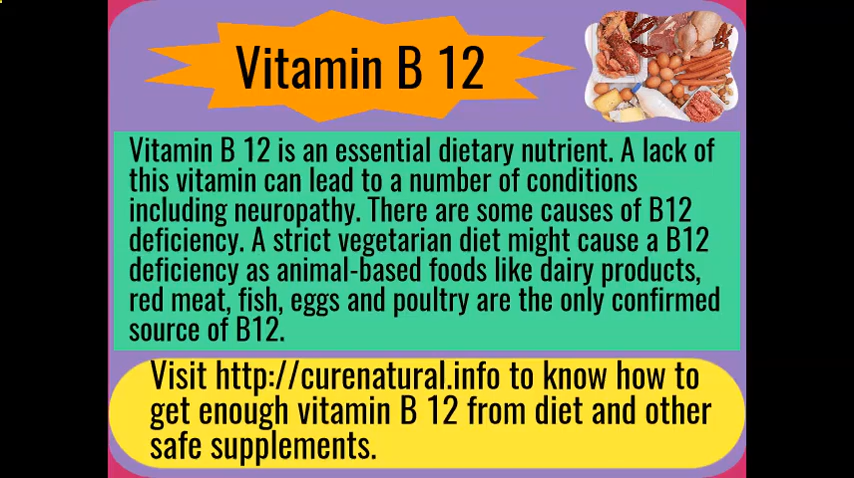 Vitamin B 12
Vitamin B 12 is an essential dietary nutrient. A lack of
this vitamin can lead to a number of conditions
including neuropathy. There are some causes of B12
deficiency. A strict vegetarian diet might cause a B12
deficiency as animal-based foods like dairy products,
red meat, fish, eggs and poultry are the only confirmed
source of B12.
Visit http://curenatural.info to know how to
get enough vitamin B 12 from diet and other
safe supplements.